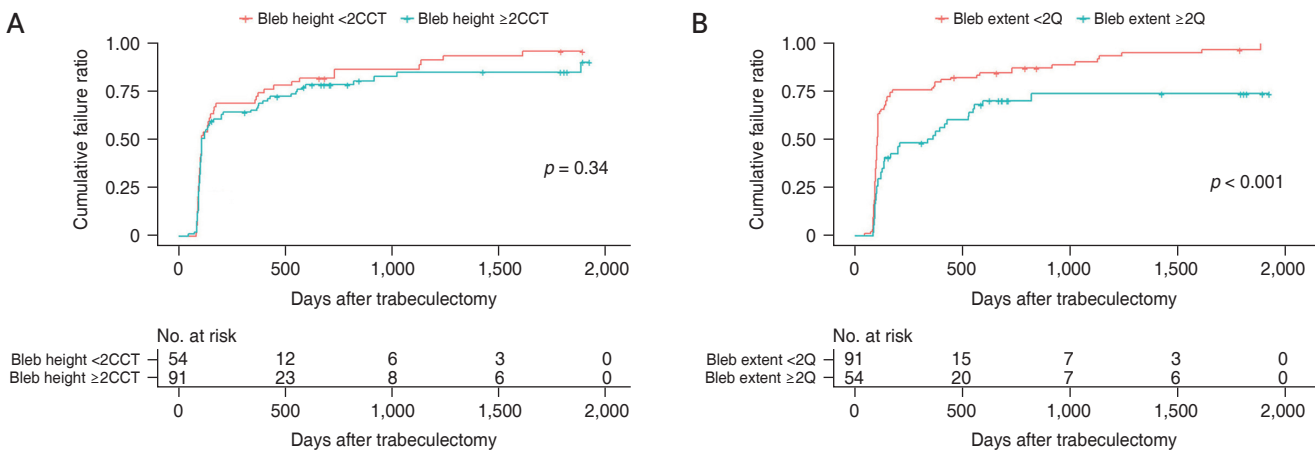 A
Bleb height <2CCT Bleb height ≥2CCT
1.00
0.75
0.50
0.25
0
Cumulative failure ratio
p = 0.34
0 500 1,000 1,500 2,000
Days after trabeculectomy
No. at risk
Bleb height <2CCT 54 12 6 3 0
Bleb height ≥2CCT 91 23 8 6 0
0 500 1,000 1,500 2,000
Days after trabeculectomy
B
Bleb extent <2Q Bleb extent ≥2Q
1.00
0.75
0.50
0.25
0
Cumulative failure ratio
p < 0.001
0 500 1,000 1,500 2,000
Days after trabeculectomy
No. at risk
Bleb extent <2Q 91 15 7 3 0
Bleb extent ≥2Q 54 20 7 6 0
0 500 1,000 1,500 2,000
Days after trabeculectomy